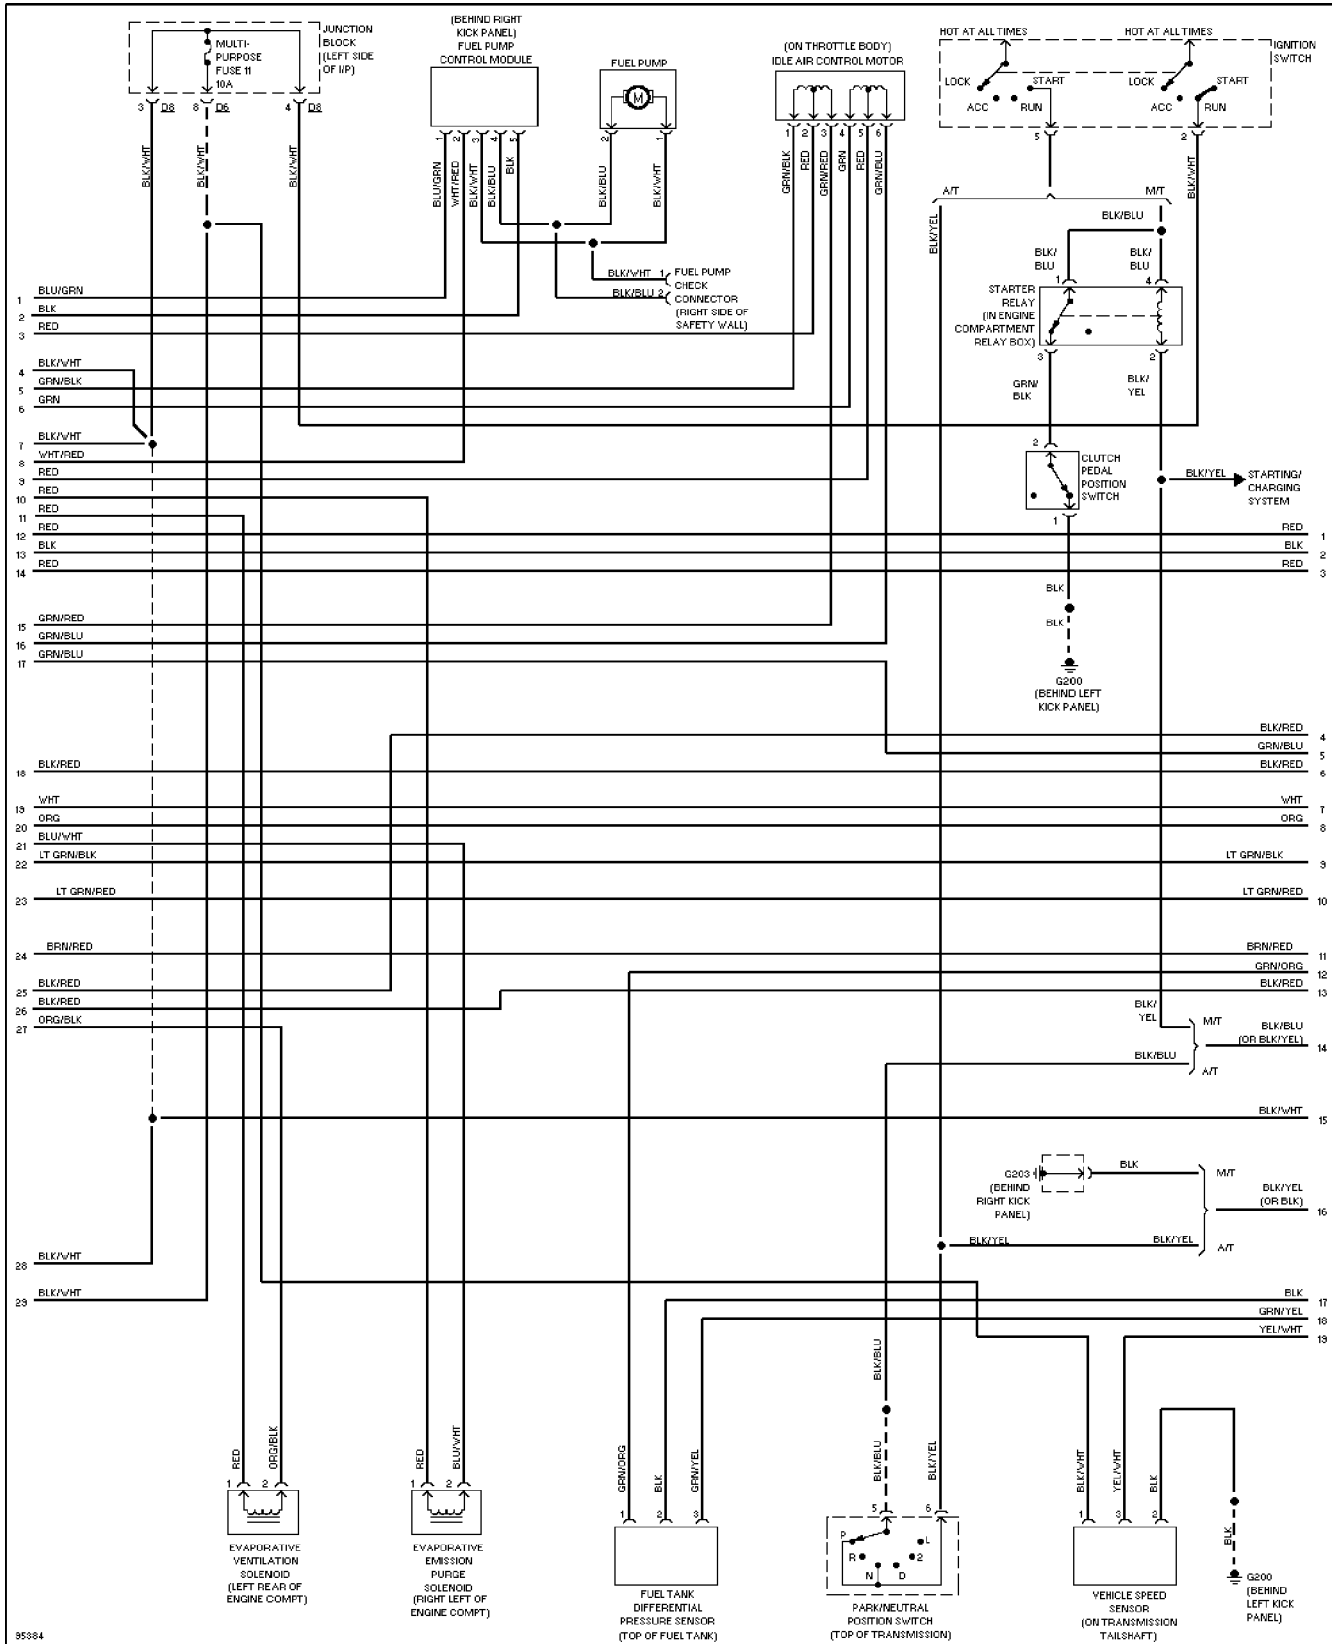 JUNCTION
BLOCK
(LEFT SIDE
OF I/P)
MULTI-
PURPOSE
FUSE 11
10A
3 D8
8 D6
4 D8
BLK/WHT
BLK/WHT
BLK/WHT
(BEHIND RIGHT
KICK PANEL)
FUEL PUMP
CONTROL MODULE
1 2 3 4 5
BLU/GRN
WHT/RED
BLK/WHT
BLK/BLU
BLK
FUEL PUMP
M
2 1
BLK/BLU
BLK/WHT
BLK/WHT 1
BLK/BLU 2
FUEL PUMP
CHECK
CONNECTOR
(RIGHT SIDE OF
SAFETY WALL)
(ON THROTTLE BODY)
IDLE AIR CONTROL MOTOR
1 2 3 4 5 6
GRN/BLK
RED
GRN/RED
GRN
RED
GRN/BLU
HOT AT ALL TIMES
HOT AT ALL TIMES
IGNITION
SWITCH
LOCK
START
ACC
RUN
LOCK
START
ACC
RUN
5 2
BLK/WHT
A/T
M/T
BLK/YEL
BLK/BLU
BLK/
BLU
BLK/
BLU
1 4
STARTER
RELAY
(IN ENGINE
COMPARTMENT
RELAY BOX)
3 2
GRN/
BLK
BLK/
YEL
2
CLUTCH
PEDAL
POSITION
SWITCH
1
BLK/YEL
STARTING/
CHARGING
SYSTEM
BLK
BLK
G200
(BEHIND LEFT
KICK PANEL)
1 BLU/GRN
2 BLK
3 RED
4 BLK/WHT
5 GRN/BLK
6 GRN
7 BLK/WHT
8 WHT/RED
9 RED
10 RED
11 RED
12 RED
13 BLK
14 RED
15 GRN/RED
16 GRN/BLU
17 GRN/BLU
18 BLK/RED
19 WHT
20 ORG
21 BLU/WHT
22 LT GRN/BLK
23 LT GRN/RED
24 BRN/RED
25 BLK/RED
26 BLK/RED
27 ORG/BLK
28 BLK/WHT
29 BLK/WHT
RED 1
BLK 2
RED 3
BLK/RED 4
GRN/BLU 5
BLK/RED 6
WHT 7
ORG 8
LT GRN/BLK 9
LT GRN/RED 10
BRN/RED 11
GRN/ORG 12
BLK/RED 13
BLK/
YEL
M/T
BLK/BLU
(OR BLK/YEL) 14
BLK/BLU
A/T
BLK/WHT 15
G203
(BEHIND
RIGHT KICK
PANEL)
BLK
M/T
BLK/YEL
(OR BLK) 16
BLK/YEL
BLK/YEL
A/T
BLK 17
GRN/YEL 18
YEL/WHT 19
RED
ORG/BLK
1 2
EVAPORATIVE
VENTILATION
SOLENOID
(LEFT REAR OF
ENGINE COMPT)
RED
BLU/WHT
1 2
EVAPORATIVE
EMISSION
PURGE
SOLENOID
(RIGHT LEFT OF
ENGINE COMPT)
GRN/ORG
BLK
GRN/YEL
1 2 3
FUEL TANK
DIFFERENTIAL
PRESSURE SENSOR
(TOP OF FUEL TANK)
BLK/BLU
BLK/BLU
BLK/YEL
5 6
P
R
N
D
2
L
PARK/NEUTRAL
POSITION SWITCH
(TOP OF TRANSMISSION)
BLK/WHT
YEL/WHT
BLK
1 3 2
VEHICLE SPEED
SENSOR
(ON TRANSMISSION
TAILSHAFT)
BLK
G200
(BEHIND
LEFT KICK
PANEL)
95384